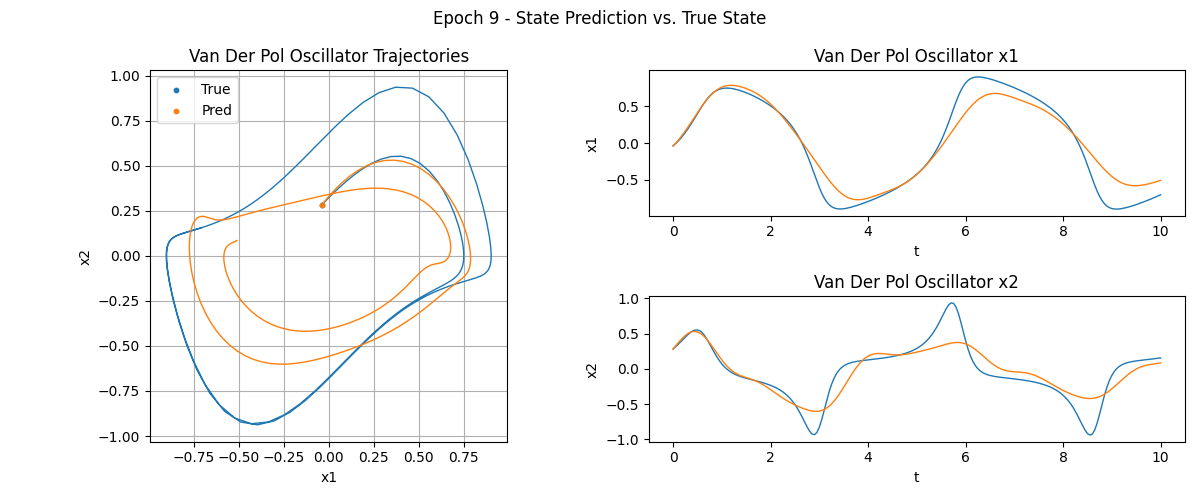 Epoch 9 - State Prediction vs. True State
Van Der Pol Oscillator Trajectories
True
Pred
1.00
0.75
0.50
0.25
0.00
−0.25
−0.50
−0.75
−1.00
x2
−0.75 −0.50 −0.25 0.00 0.25 0.50 0.75
x1
Van Der Pol Oscillator x1
0.5
0.0
−0.5
x1
0 2 4 6 8 10
t
Van Der Pol Oscillator x2
1.0
0.5
0.0
−0.5
−1.0
x2
0 2 4 6 8 10
t